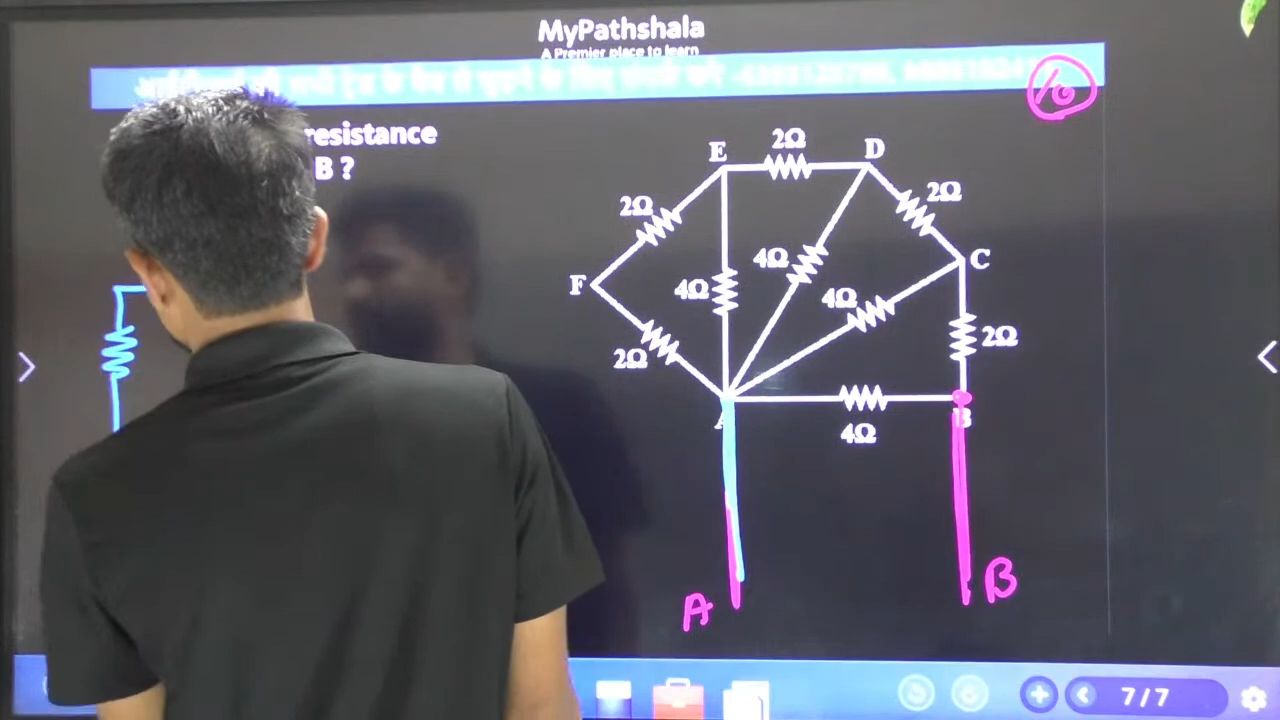 MyPathshala
A Premier place to learn
resistance
B ?
E
2Ω
D
2Ω
2Ω
F
4Ω
4Ω
4Ω
C
2Ω
2Ω
A
4Ω
B
A
B
7/7